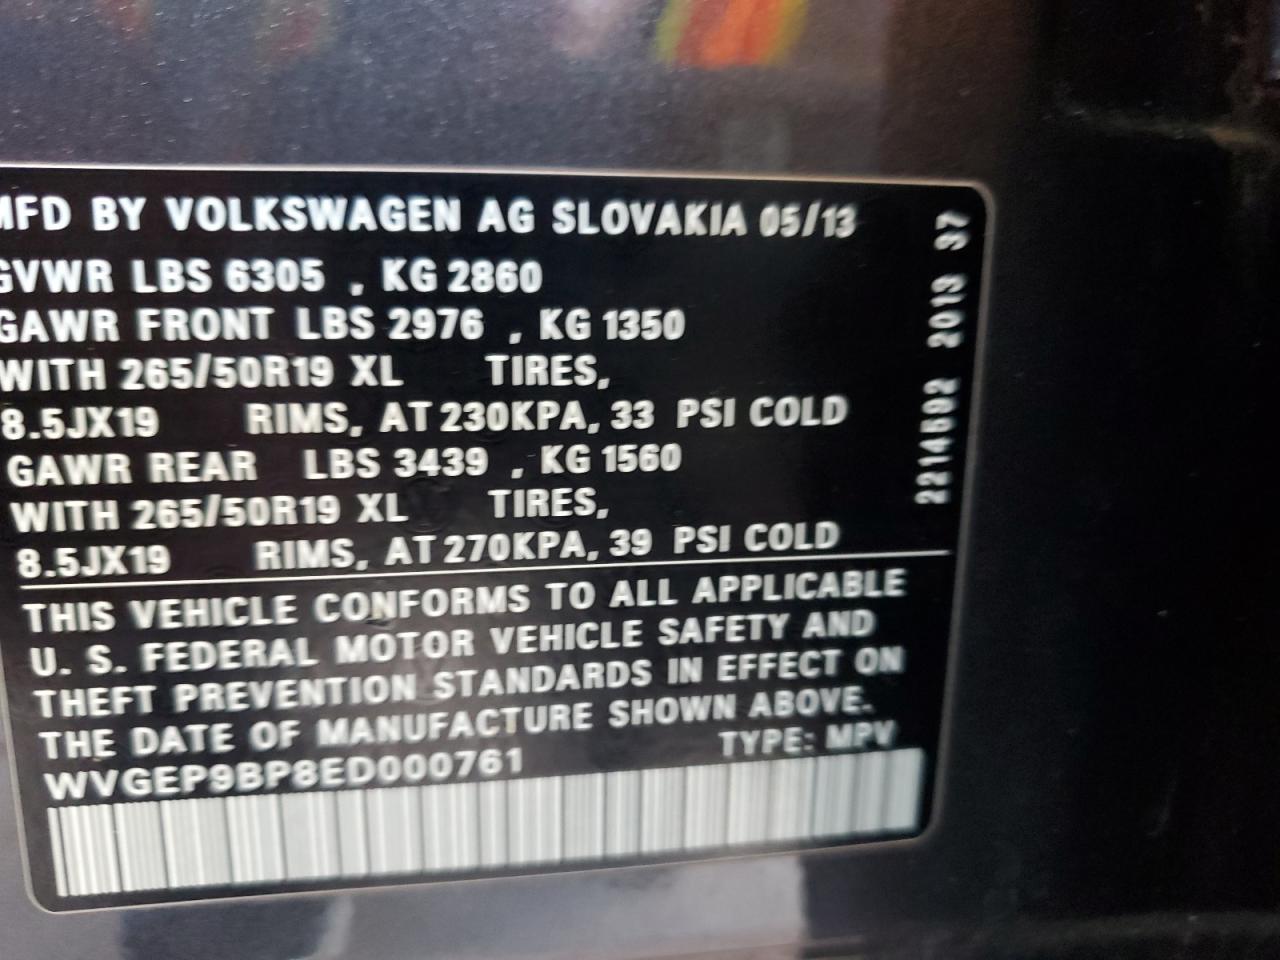 MFD BY VOLKSWAGEN AG SLOVAKIA 05/13
GVWR LBS 6305 , KG 2860
GAWR FRONT LBS 2976 , KG 1350
WITH 265/50R19 XL TIRES,
8.5JX19 RIMS, AT 230KPA, 33 PSI COLD
GAWR REAR LBS 3439 , KG 1560
WITH 265/50R19 XL TIRES,
8.5JX19 RIMS, AT 270KPA, 39 PSI COLD
THIS VEHICLE CONFORMS TO ALL APPLICABLE
U. S. FEDERAL MOTOR VEHICLE SAFETY AND
THEFT PREVENTION STANDARDS IN EFFECT ON
THE DATE OF MANUFACTURE SHOWN ABOVE.
WVGEP9BP8ED000761 TYPE: MPV
2214592 2013 37